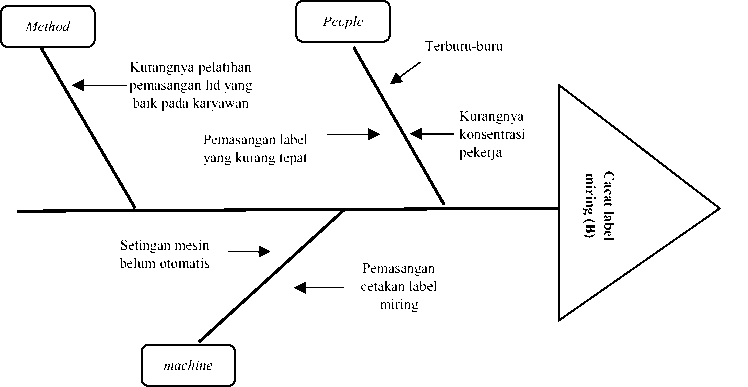 Method
People
Terburu-buru
Kurangnya pelatihan
pemasangan lid yang
baik pada karyawan
Kurangnya
konsentrasi
pekerja
Pemasangan label
yang kurang tepat
Cacat label
miring (B)
Setingan mesin
belum otomatis
Pemasangan
cetakan label
miring
machine